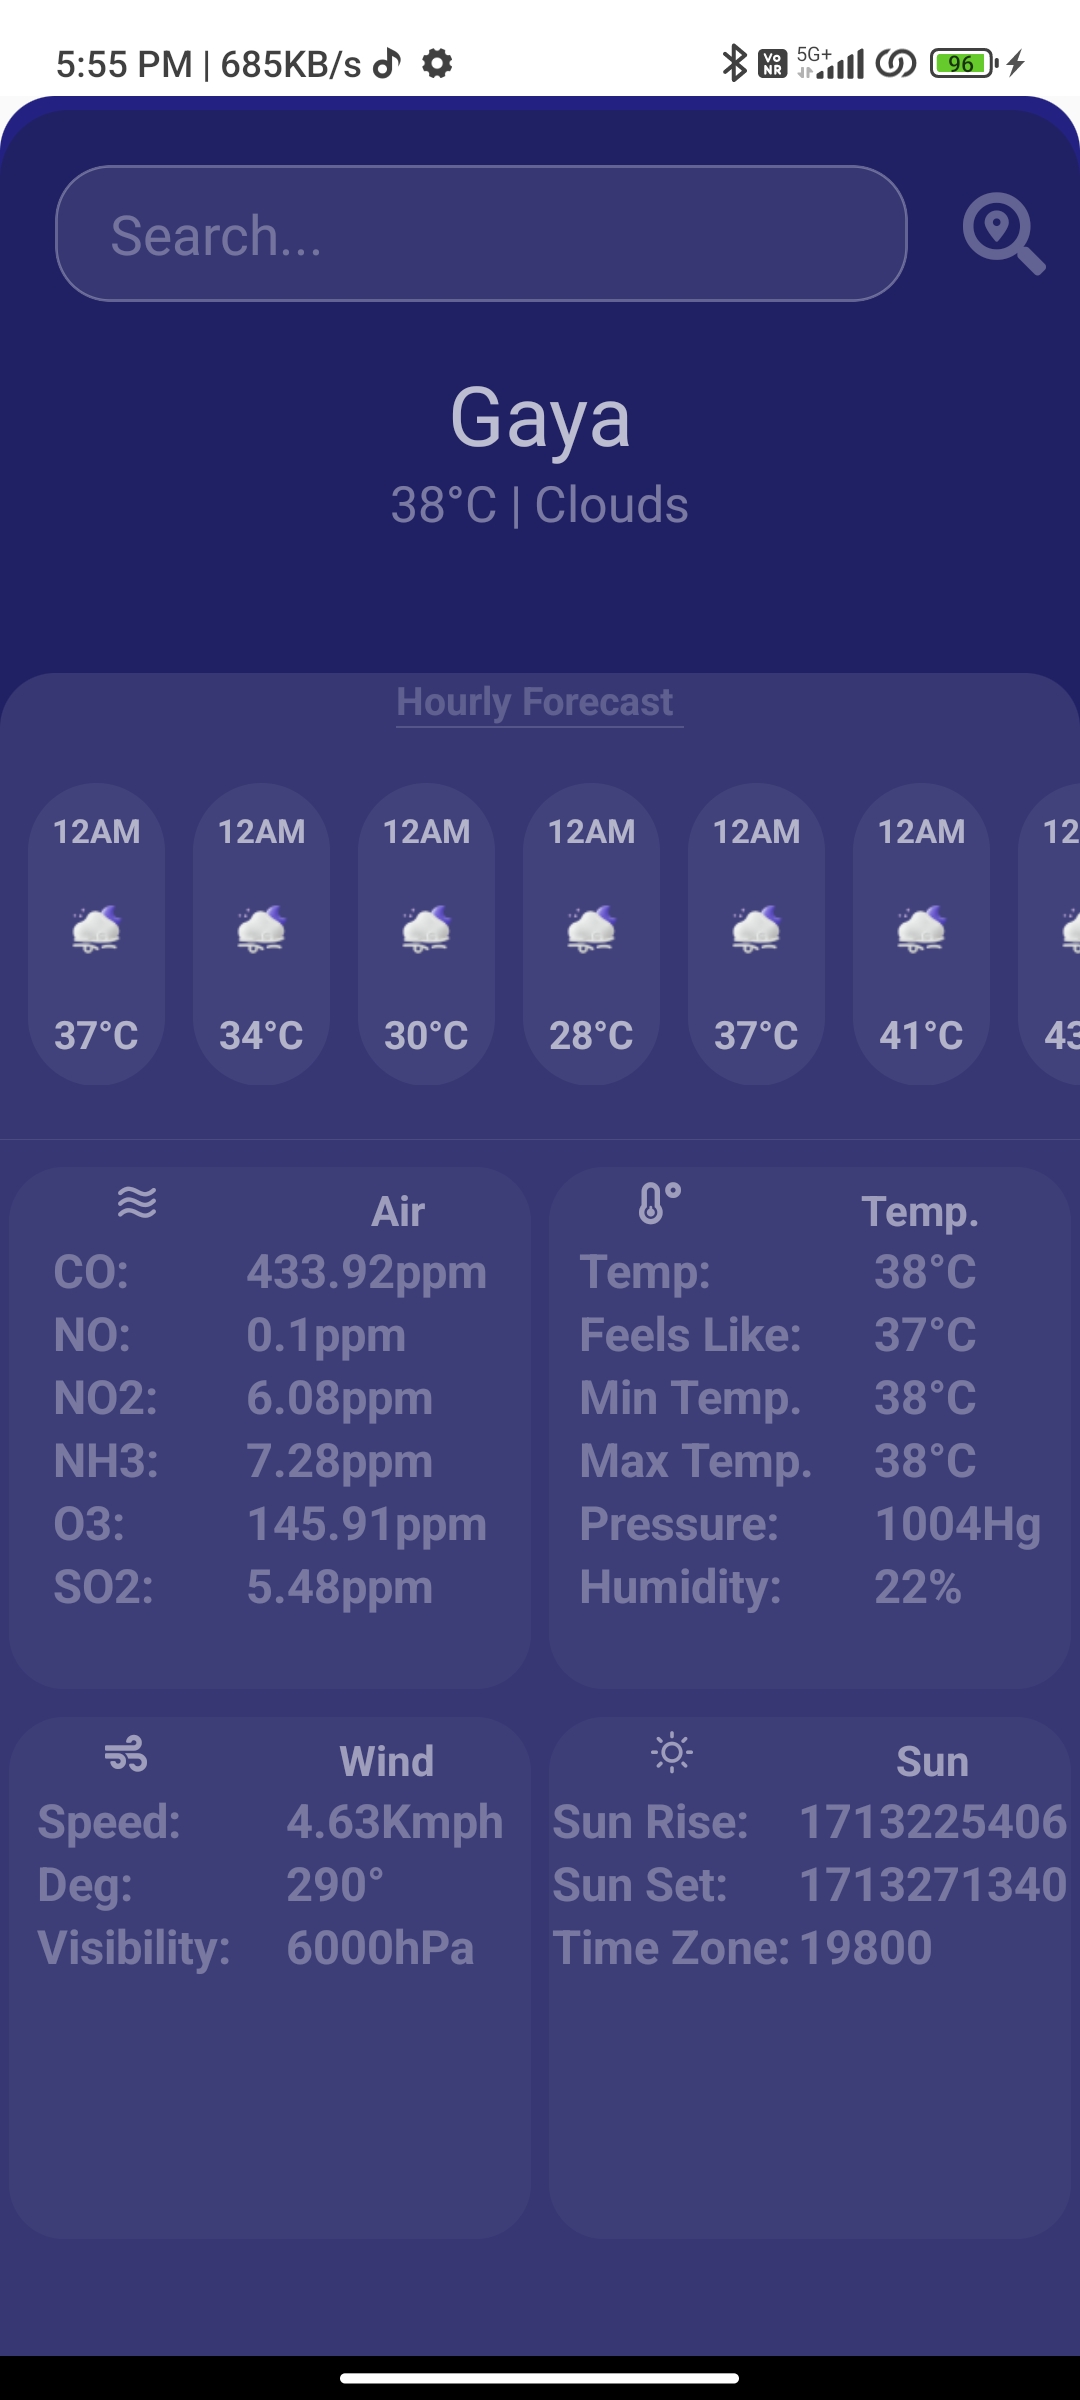 5:55 PM | 685KB/s
VO NR 5G+ 96
Search...
Gaya
38°C | Clouds
Hourly Forecast
12AM 12AM 12AM 12AM 12AM 12AM 12
37°C 34°C 30°C 28°C 37°C 41°C 43
Air
CO: 433.92ppm
NO: 0.1ppm
NO2: 6.08ppm
NH3: 7.28ppm
O3: 145.91ppm
SO2: 5.48ppm
Temp.
Temp: 38°C
Feels Like: 37°C
Min Temp. 38°C
Max Temp. 38°C
Pressure: 1004Hg
Humidity: 22%
Wind
Speed: 4.63Kmph
Deg: 290°
Visibility: 6000hPa
Sun
Sun Rise: 1713225406
Sun Set: 1713271340
Time Zone: 19800